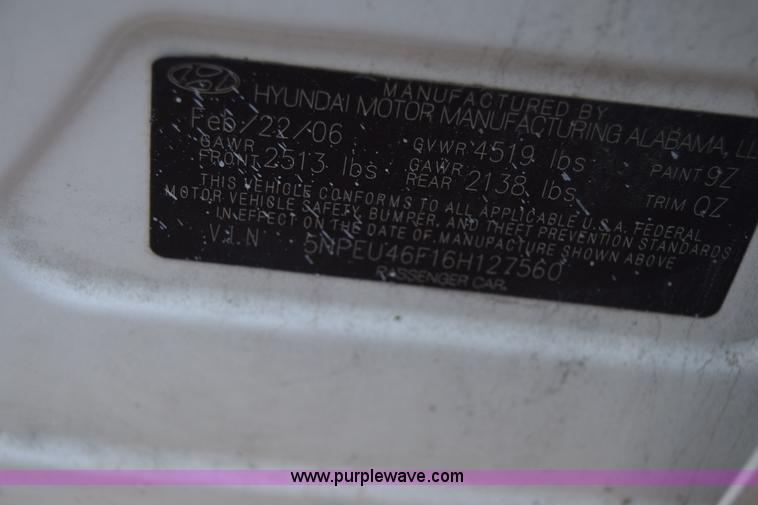 MANUFACTURED BY
HYUNDAI MOTOR MANUFACTURING ALABAMA, LL
Feb/22/06 GVWR 4519 lbs PAINT 9Z
GAWR FRONT 2513 lbs GAWR REAR 2138 lbs TRIM QZ
THIS VEHICLE CONFORMS TO ALL APPLICABLE U.S.A. FEDERAL
MOTOR VEHICLE SAFETY, BUMPER, AND THEFT PREVENTION STANDARDS
IN EFFECT ON THE DATE OF MANUFACTURE SHOWN ABOVE
V.I.N 5NPEU46F16H127560
PASSENGER CAR
www.purplewave.com